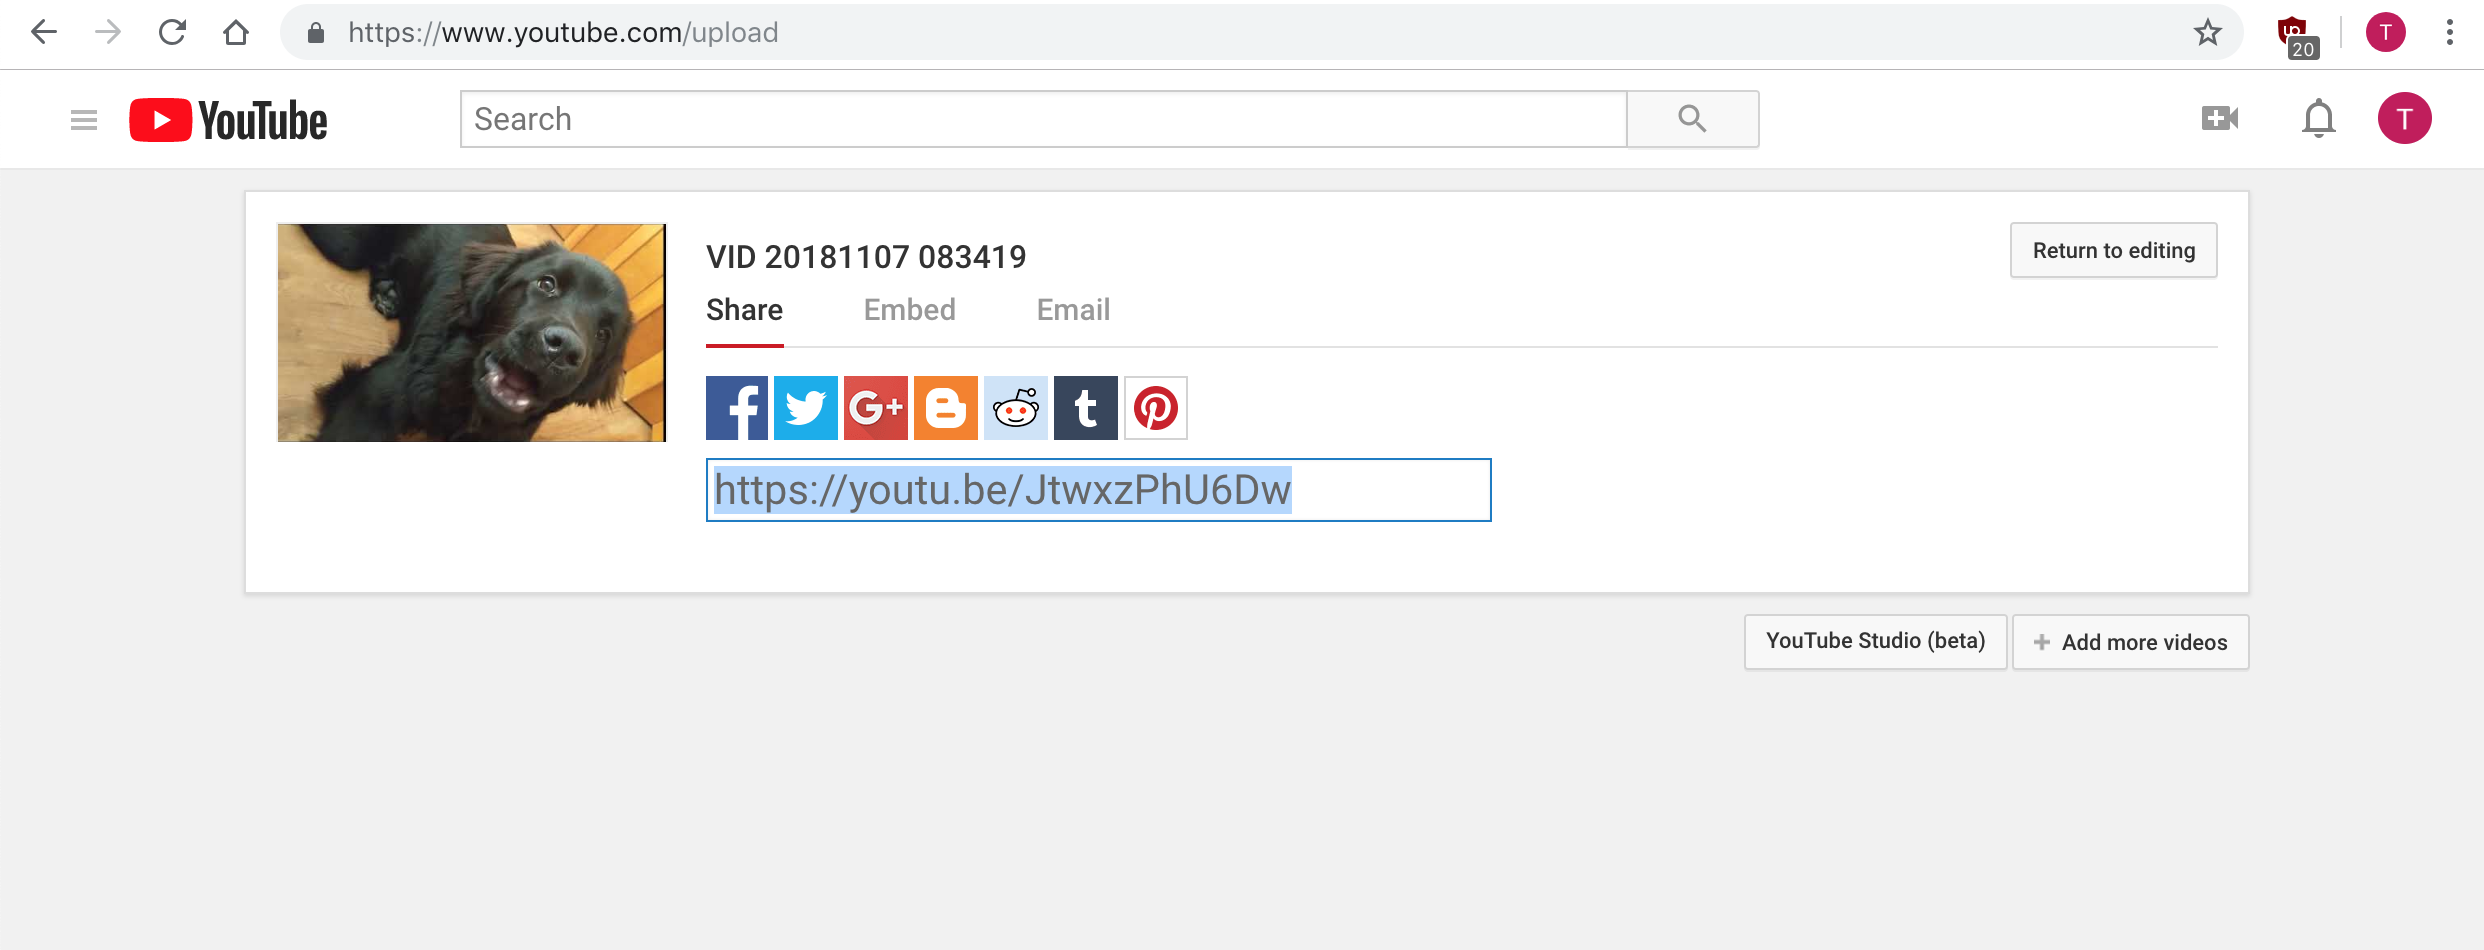 https://www.youtube.com/upload
20
T
YouTube
Search
T
VID 20181107 083419
Return to editing
Share Embed Email
G+
t
https://youtu.be/JtwxzPhU6Dw
YouTube Studio (beta)
+ Add more videos